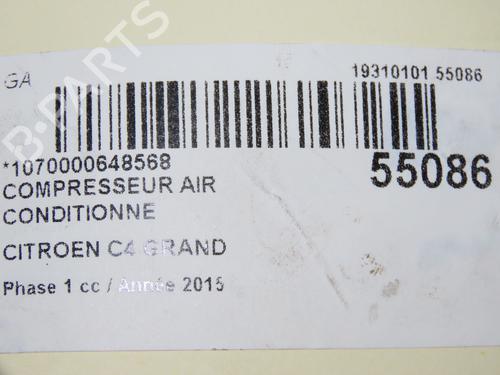 GA
19310101 55086
*1070000648568
55086
COMPRESSEUR AIR
CONDITIONNE
CITROEN C4 GRAND
Phase 1 cc / Année 2015
B-PARTS